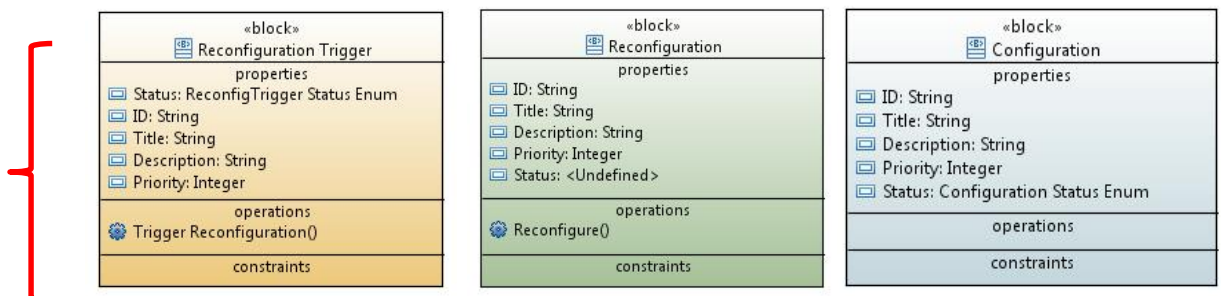 «block»
Reconfiguration Trigger
properties
Status: ReconfigTrigger Status Enum
ID: String
Title: String
Description: String
Priority: Integer
operations
Trigger Reconfiguration()
constraints
«block»
Reconfiguration
properties
ID: String
Title: String
Description: String
Priority: Integer
Status: <Undefined>
operations
Reconfigure()
constraints
«block»
Configuration
properties
ID: String
Title: String
Description: String
Priority: Integer
Status: Configuration Status Enum
operations
constraints